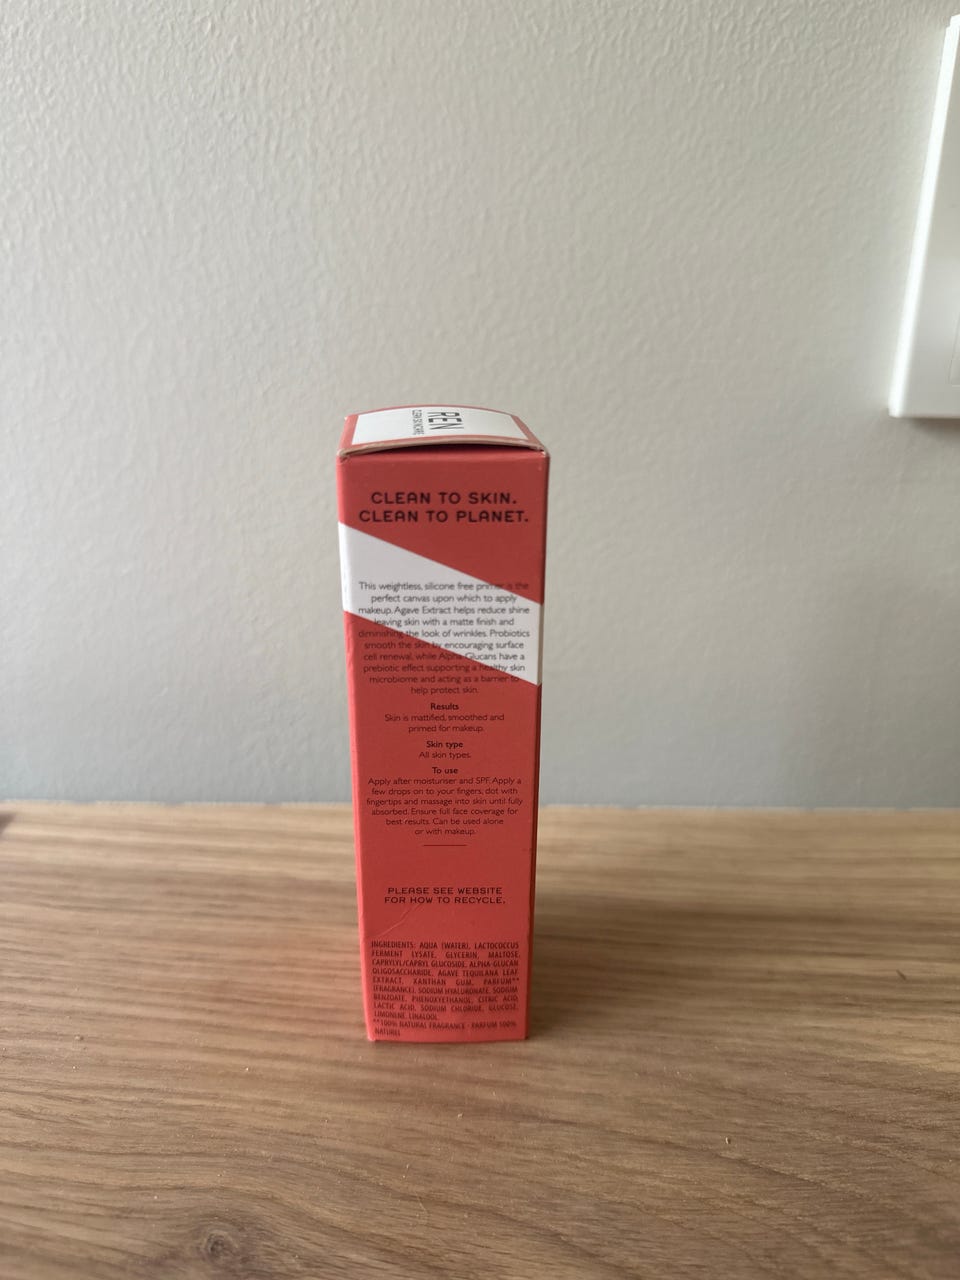 REN
CLEAN SKINCARE
CLEAN TO SKIN.
CLEAN TO PLANET.
This weightless, silicone free primer is the
perfect canvas upon which to apply
makeup. Agave Extract helps reduce shine
leaving skin with a matte finish and
diminishing the look of wrinkles. Probiotics
smooth the skin by encouraging surface
cell renewal, while Alpha-Glucans have a
prebiotic effect supporting a healthy skin
microbiome and acting as a barrier to
help protect skin.
Results
Skin is mattified, smoothed and
primed for makeup.
Skin type
All skin types.
To use
Apply after moisturiser and SPF. Apply a
few drops on to your fingers, dot with
fingertips and massage into skin until fully
absorbed. Ensure full face coverage for
best results. Can be used alone
or with makeup.
PLEASE SEE WEBSITE
FOR HOW TO RECYCLE.
INGREDIENTS: AQUA (WATER), LACTOCOCCUS
FERMENT LYSATE, GLYCERIN, MALTOSE,
CAPRYLYL/CAPRYL GLUCOSIDE, ALPHA-GLUCAN
OLIGOSACCHARIDE, AGAVE TEQUILANA LEAF
EXTRACT, XANTHAN GUM, PARFUM**
(FRAGRANCE), SODIUM HYALURONATE, SODIUM
BENZOATE, PHENOXYETHANOL, CITRIC ACID,
LACTIC ACID, SODIUM CHLORIDE, GLUCOSE,
LIMONENE, LINALOOL.
**100% NATURAL FRAGRANCE - PARFUM 100%
NATUREL